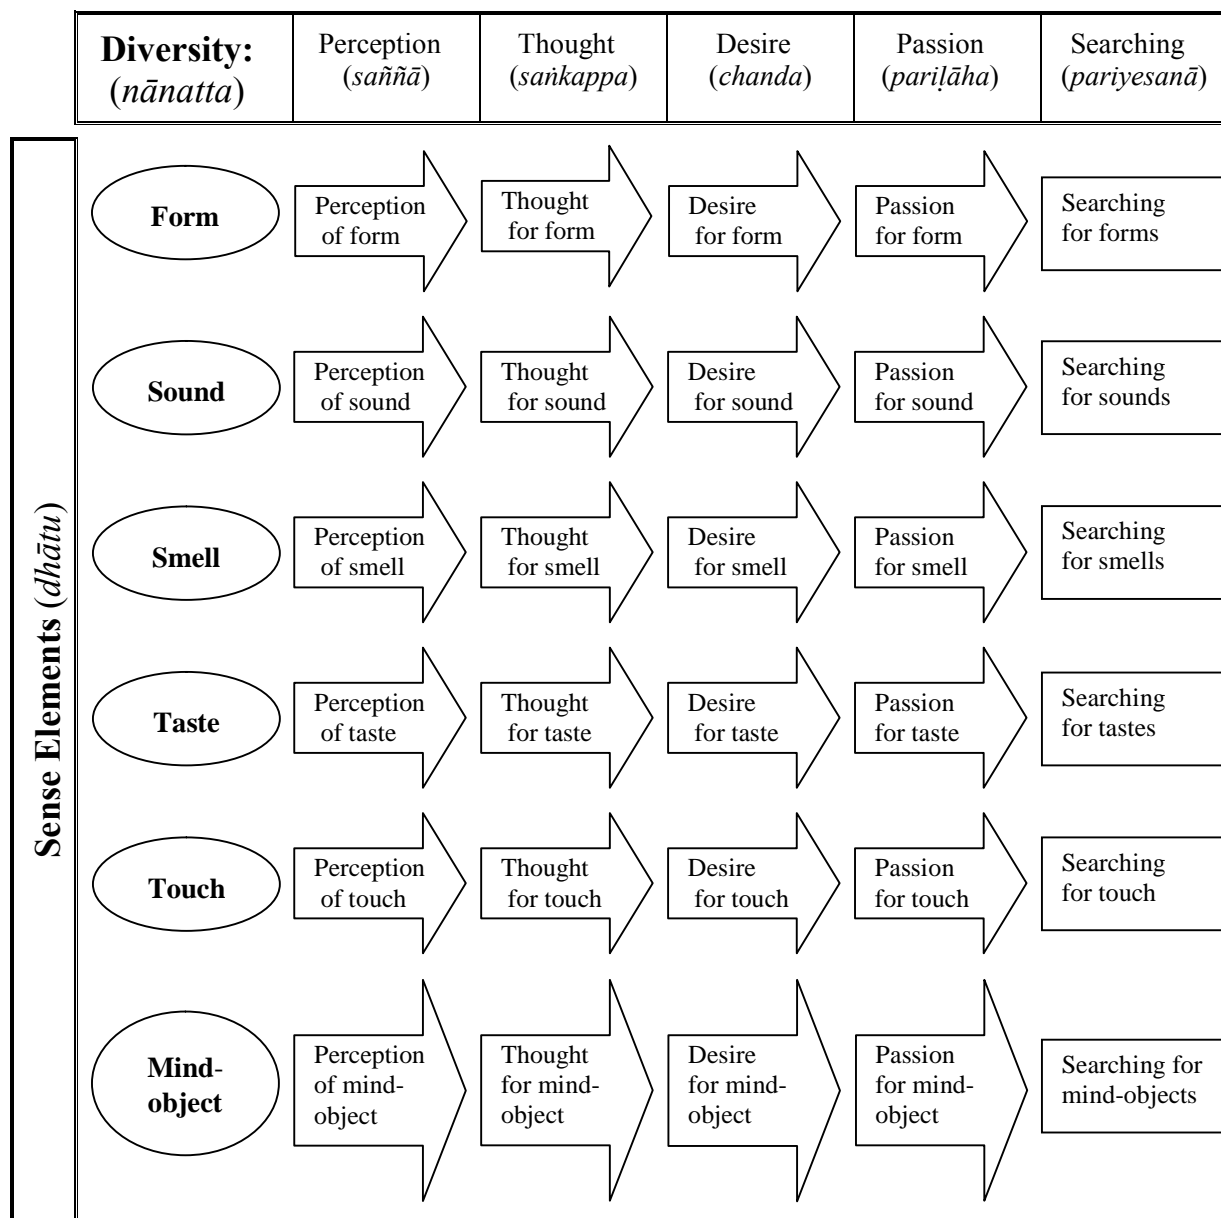 Diversity:
(nānatta)
Perception
(saññā)
Thought
(saṅkappa)
Desire
(chanda)
Passion
(pariḷāha)
Searching
(pariyesanā)
Sense Elements (dhātu)
Form
Perception
of form
Thought
for form
Desire
for form
Passion
for form
Searching
for forms
Sound
Perception
of sound
Thought
for sound
Desire
for sound
Passion
for sound
Searching
for sounds
Smell
Perception
of smell
Thought
for smell
Desire
for smell
Passion
for smell
Searching
for smells
Taste
Perception
of taste
Thought
for taste
Desire
for taste
Passion
for taste
Searching
for tastes
Touch
Perception
of touch
Thought
for touch
Desire
for touch
Passion
for touch
Searching
for touch
Mind-
object
Perception
of mind-
object
Thought
for mind-
object
Desire
for mind-
object
Passion
for mind-
object
Searching for
mind-objects